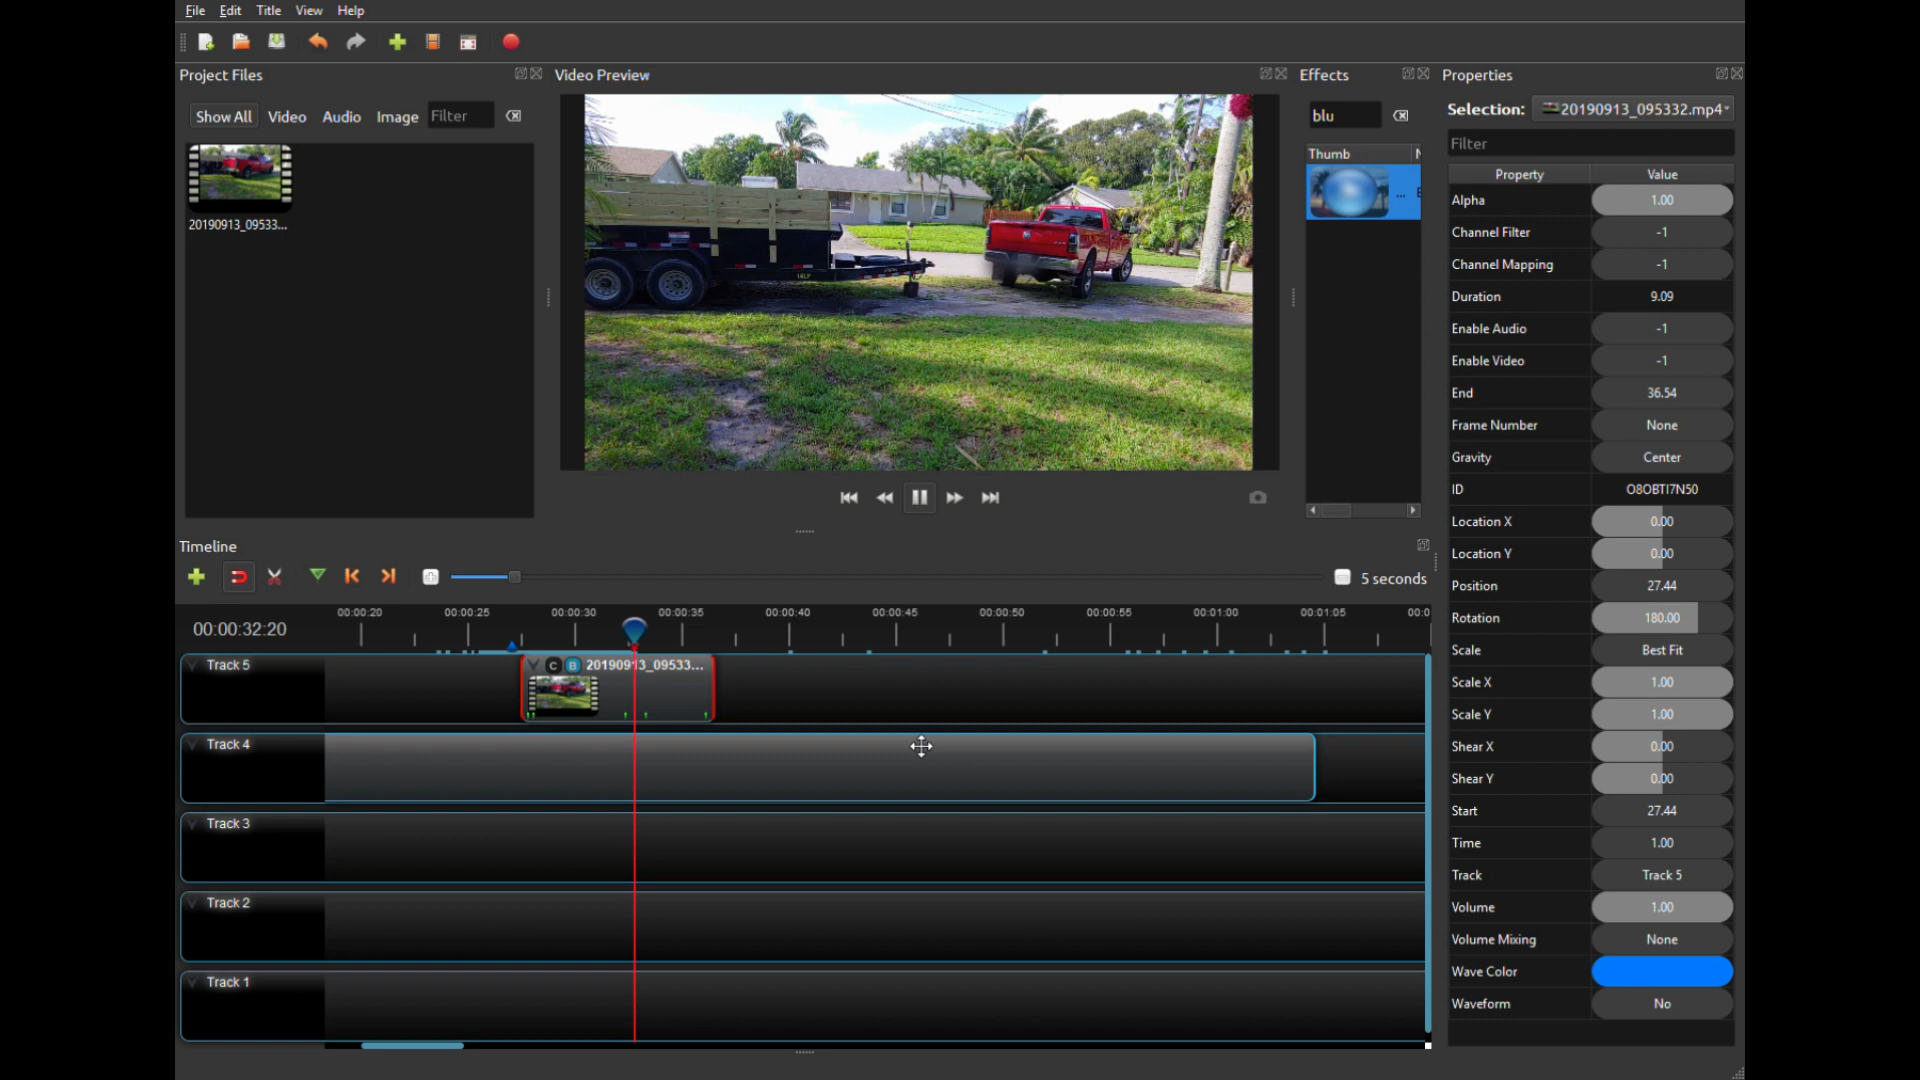 File Edit Title View Help
Project Files
Video Preview
Effects
Properties
Show All Video Audio Image Filter
blu
Selection: 20190913_095332.mp4
Filter
Thumb
Property Value
20190913_09533...
...
Alpha 1.00
Channel Filter -1
Channel Mapping -1
Duration 9.09
Enable Audio -1
Enable Video -1
End 36.54
Frame Number None
Gravity Center
ID O8OBTI7N50
Location X 0.00
Location Y 0.00
Position 27.44
Rotation 180.00
Scale Best Fit
Scale X 1.00
Scale Y 1.00
Shear X 0.00
Shear Y 0.00
Start 27.44
Time 1.00
Track Track 5
Volume 1.00
Volume Mixing None
Wave Color
Waveform No
Timeline
5 seconds
00:00:32:20
00:00:20 00:00:25 00:00:30 00:00:35 00:00:40 00:00:45 00:00:50 00:00:55 00:01:00 00:01:05 00:0
Track 5
C B 20190913_09533...
Track 4
Track 3
Track 2
Track 1